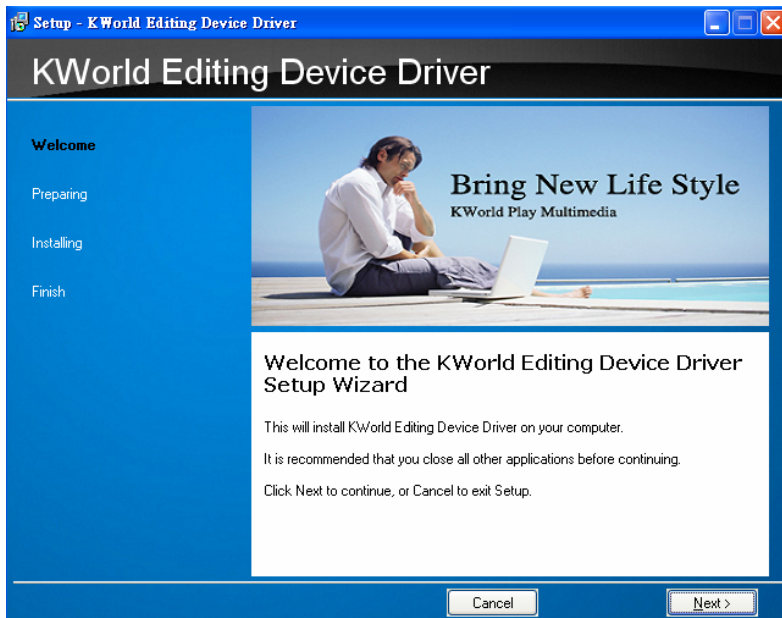 Setup - KWorld Editing Device Driver
KWorld Editing Device Driver
Welcome
Preparing
Installing
Finish
Bring New Life Style
KWorld Play Multimedia
Welcome to the KWorld Editing Device Driver
Setup Wizard
This will install KWorld Editing Device Driver on your computer.
It is recommended that you close all other applications before continuing.
Click Next to continue, or Cancel to exit Setup.
Cancel
Next >